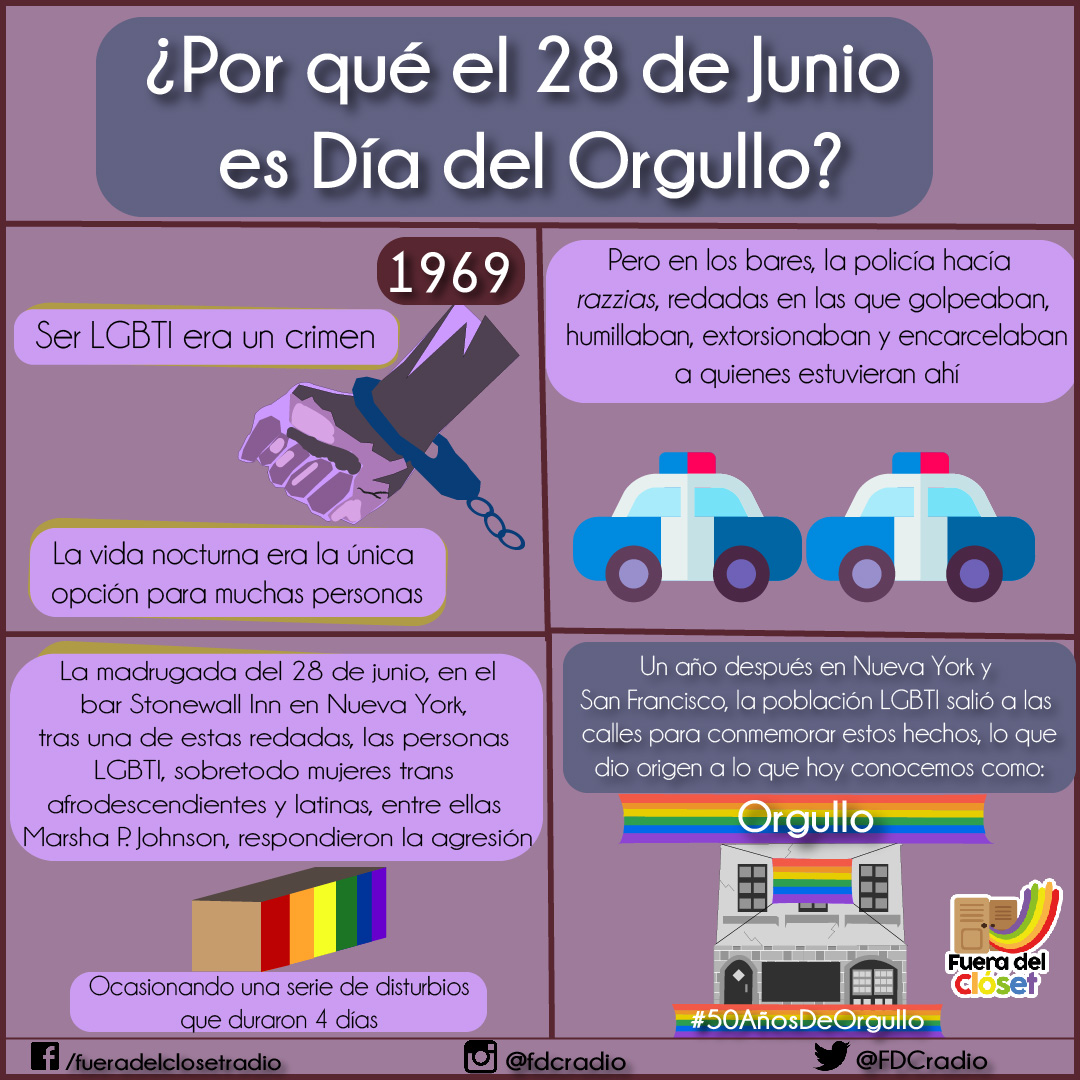 ¿Por qué el 28 de Junio
es Día del Orgullo?
1969
Ser LGBTI era un crimen
La vida nocturna era la única
opción para muchas personas
Pero en los bares, la policía hacía
razzias, redadas en las que golpeaban,
humillaban, extorsionaban y encarcelaban
a quienes estuvieran ahí
La madrugada del 28 de junio, en el
bar Stonewall Inn en Nueva York,
tras una de estas redadas, las personas
LGBTI, sobretodo mujeres trans
afrodescendientes y latinas, entre ellas
Marsha P. Johnson, respondieron la agresión
Ocasionando una serie de disturbios
que duraron 4 días
Un año después en Nueva York y
San Francisco, la población LGBTI salió a las
calles para conmemorar estos hechos, lo que
dio origen a lo que hoy conocemos como:
Orgullo
#50AñosDeOrgullo
Fuera del
Clóset
/fueradelclosetradio
@fdcradio
@FDCradio